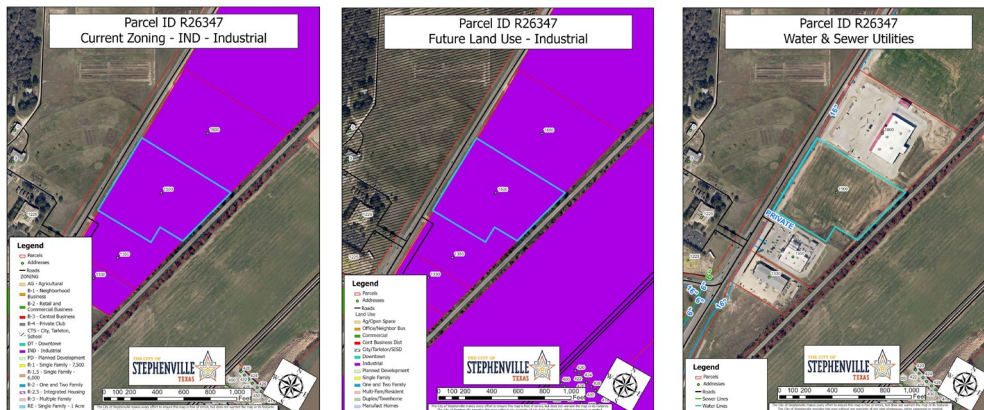 Parcel ID R26347
Current Zoning - IND - Industrial
1600
1500
1225
Legend
Parcels
Addresses
Roads
ZONING
AG - Agricultural
B-1 - Neighborhood
Business
B-2 - Retail and
Commercial Business
B-3 - Central Business
B-4 - Private Club
CTS - City, Tarleton,
School
DT - Downtown
IND - Industrial
PD - Planned Development
R-1 - Single Family - 7,500
R-1.5 - Single Family -
6,000
R-2 - One and Two Family
R-2.5 - Integrated Housing
R-3 - Multiple Family
RE - Single Family - 1 Acre
THE CITY OF
STEPHENVILLE
TEXAS
0 100 200 400 600 800 1,000
Feet
Parcel ID R26347
Future Land Use - Industrial
Legend
Parcels
Addresses
Roads
Land Use
Ag/Open Space
Office/Neighbor Bus
Commercial
Cent Business Dist
City/Tarleton/SISD
Downtown
Industrial
Planned Development
Single Family
One and Two Family
Multi-Fam/Resident
Duplex/Townhome
Manufact Homes
THE CITY OF
STEPHENVILLE
TEXAS
0 100 200 400 600 800 1,000
Feet
Parcel ID R26347
Water & Sewer Utilities
16"
PRIVATE
16"
6"
Legend
Parcels
Addresses
Roads
Sewer Lines
Water Lines
THE CITY OF
STEPHENVILLE
TEXAS
0 100 200 400 600 800 1,000
Feet